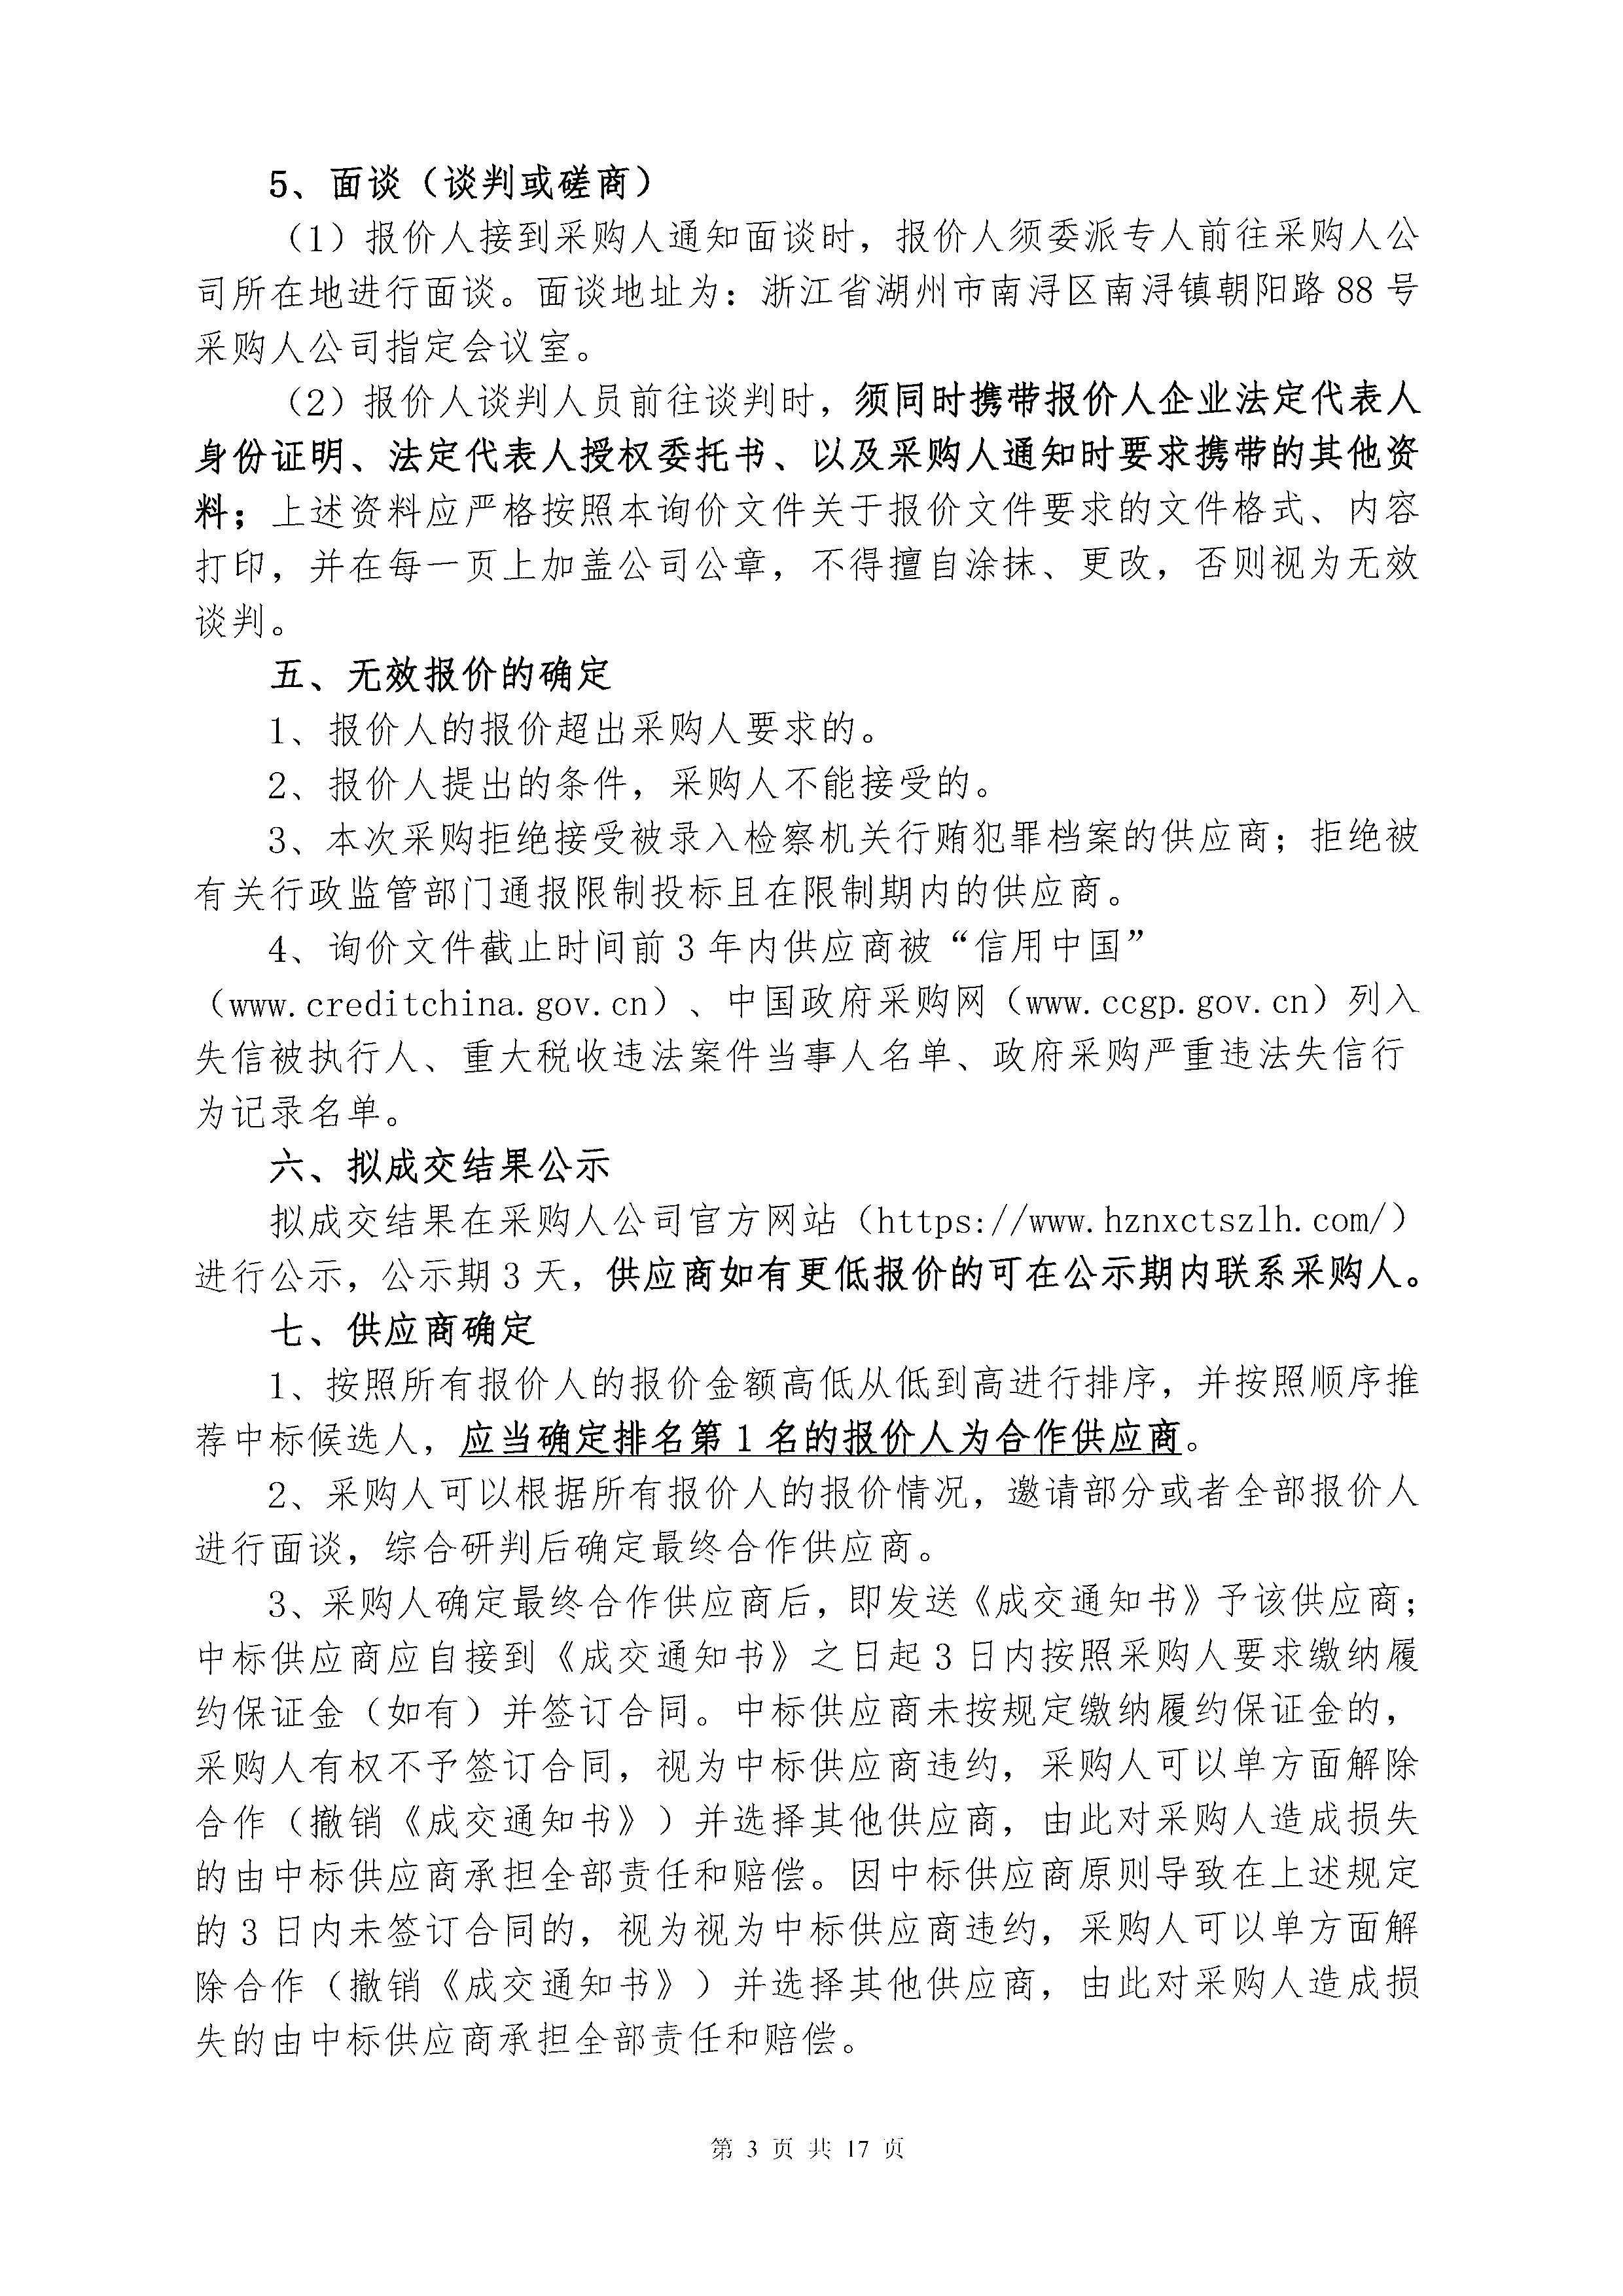 5、面谈（谈判或磋商）
（1）报价人接到采购人通知面谈时，报价人须委派专人前往采购人公
司所在地进行面谈。面谈地址为：浙江省湖州市南浔区南浔镇朝阳路 88 号
采购人公司指定会议室。
（2）报价人谈判人员前往谈判时，须同时携带报价人企业法定代表人
身份证明、法定代表人授权委托书、以及采购人通知时要求携带的其他资
料；上述资料应严格按照本询价文件关于报价文件要求的文件格式、内容
打印，并在每一页上加盖公司公章，不得擅自涂抹、更改，否则视为无效
谈判。
五、无效报价的确定
1、报价人的报价超出采购人要求的。
2、报价人提出的条件，采购人不能接受的。
3、本次采购拒绝接受被录入检察机关行贿犯罪档案的供应商；拒绝被
有关行政监管部门通报限制投标且在限制期内的供应商。
4、询价文件截止时间前 3 年内供应商被“信用中国”
（www.creditchina.gov.cn）、中国政府采购网（www.ccgp.gov.cn）列入
失信被执行人、重大税收违法案件当事人名单、政府采购严重违法失信行
为记录名单。
六、拟成交结果公示
拟成交结果在采购人公司官方网站（https://www.hznxctszlh.com/）
进行公示，公示期 3 天，供应商如有更低报价的可在公示期内联系采购人。
七、供应商确定
1、按照所有报价人的报价金额高低从低到高进行排序，并按照顺序推
荐中标候选人，应当确定排名第 1 名的报价人为合作供应商。
2、采购人可以根据所有报价人的报价情况，邀请部分或者全部报价人
进行面谈，综合研判后确定最终合作供应商。
3、采购人确定最终合作供应商后，即发送《成交通知书》予该供应商；
中标供应商应自接到《成交通知书》之日起 3 日内按照采购人要求缴纳履
约保证金（如有）并签订合同。中标供应商未按规定缴纳履约保证金的，
采购人有权不予签订合同，视为中标供应商违约，采购人可以单方面解除
合作（撤销《成交通知书》）并选择其他供应商，由此对采购人造成损失
的由中标供应商承担全部责任和赔偿。因中标供应商原则导致在上述规定
的 3 日内未签订合同的，视为视为中标供应商违约，采购人可以单方面解
除合作（撤销《成交通知书》）并选择其他供应商，由此对采购人造成损
失的由中标供应商承担全部责任和赔偿。
第 3 页 共 17 页